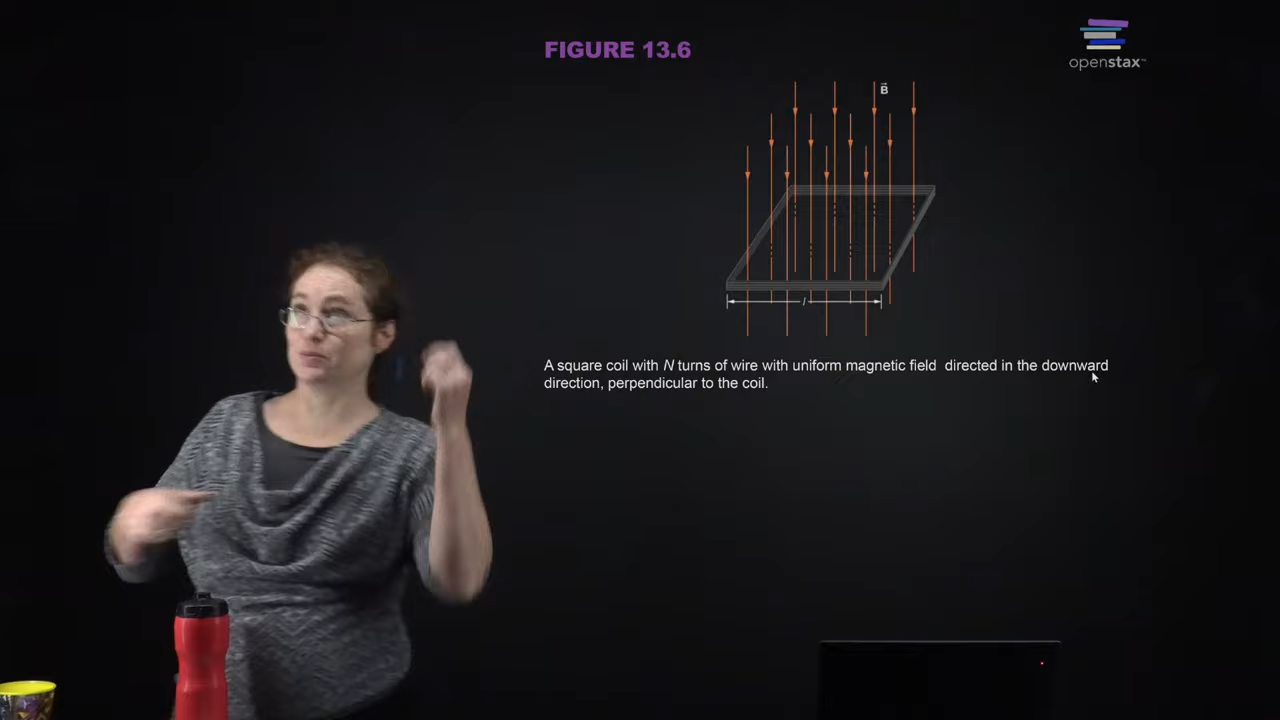 FIGURE 13.6
openstax™
B
l
A square coil with N turns of wire with uniform magnetic field directed in the downward
direction, perpendicular to the coil.